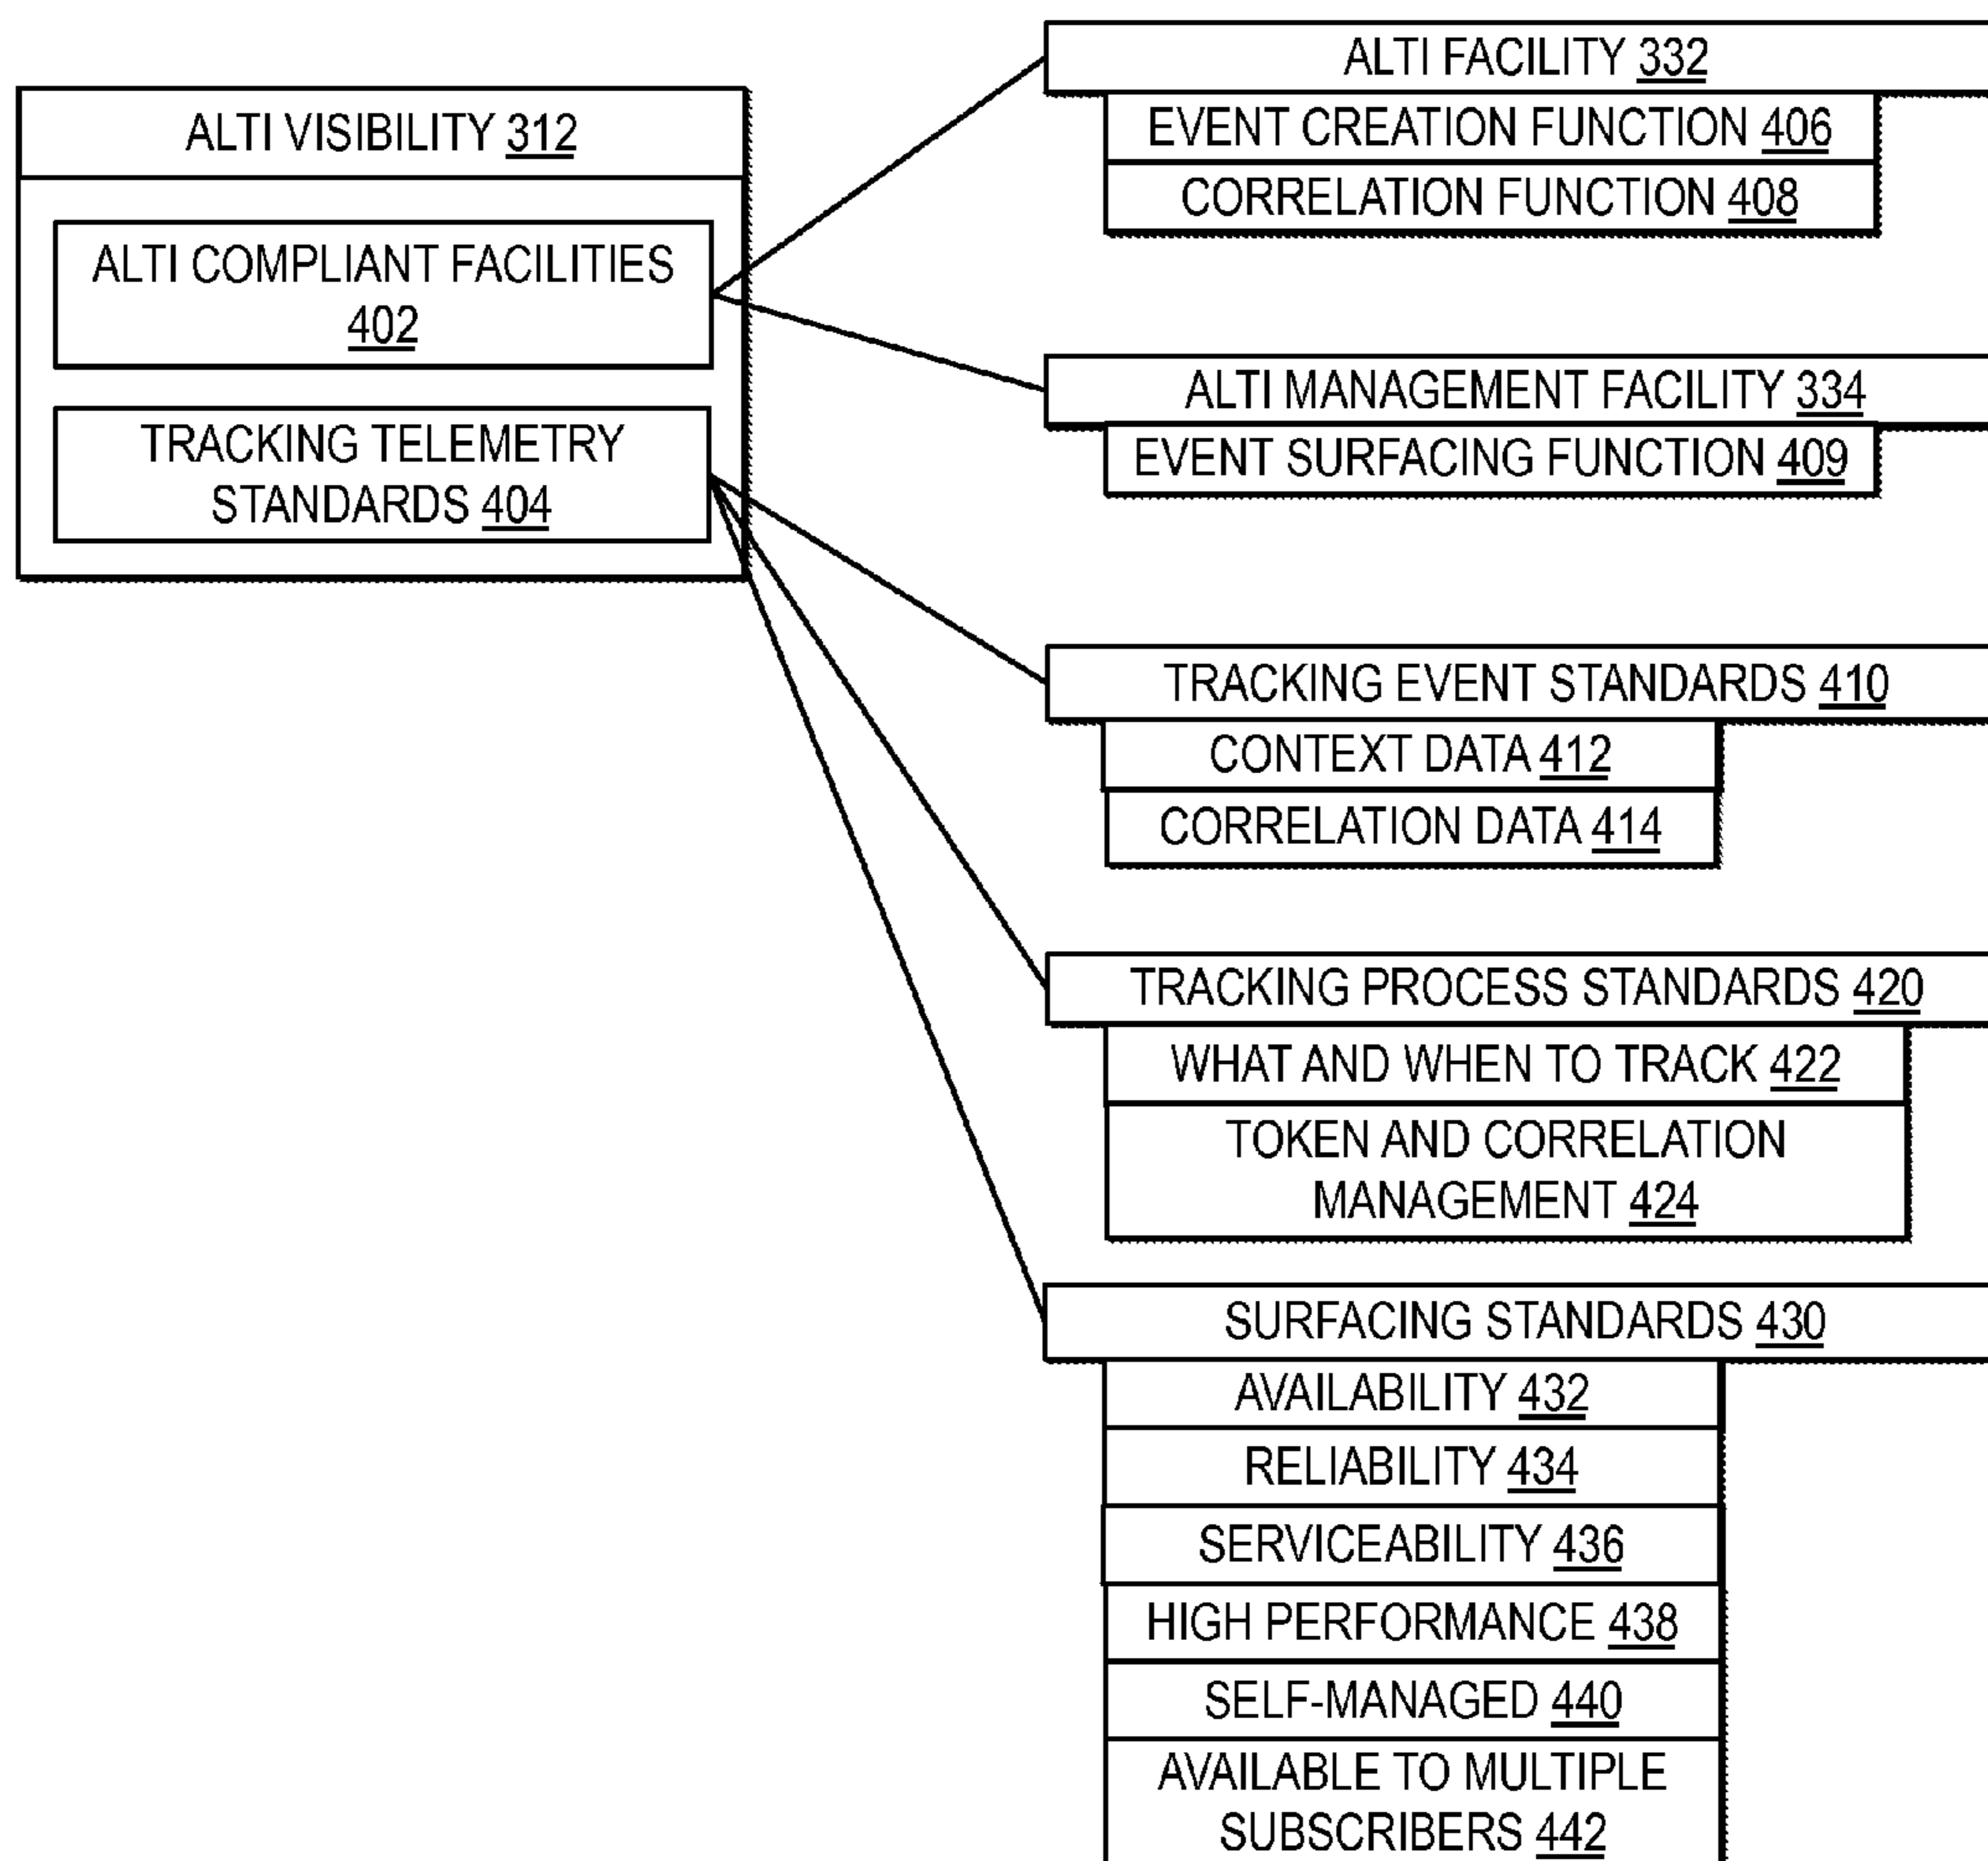 ALTI VISIBILITY 312
ALTI COMPLIANT FACILITIES
402
TRACKING TELEMETRY
STANDARDS 404
ALTI FACILITY 332
EVENT CREATION FUNCTION 406
CORRELATION FUNCTION 408
ALTI MANAGEMENT FACILITY 334
EVENT SURFACING FUNCTION 409
TRACKING EVENT STANDARDS 410
CONTEXT DATA 412
CORRELATION DATA 414
TRACKING PROCESS STANDARDS 420
WHAT AND WHEN TO TRACK 422
TOKEN AND CORRELATION
MANAGEMENT 424
SURFACING STANDARDS 430
AVAILABILITY 432
RELIABILITY 434
SERVICEABILITY 436
HIGH PERFORMANCE 438
SELF-MANAGED 440
AVAILABLE TO MULTIPLE
SUBSCRIBERS 442